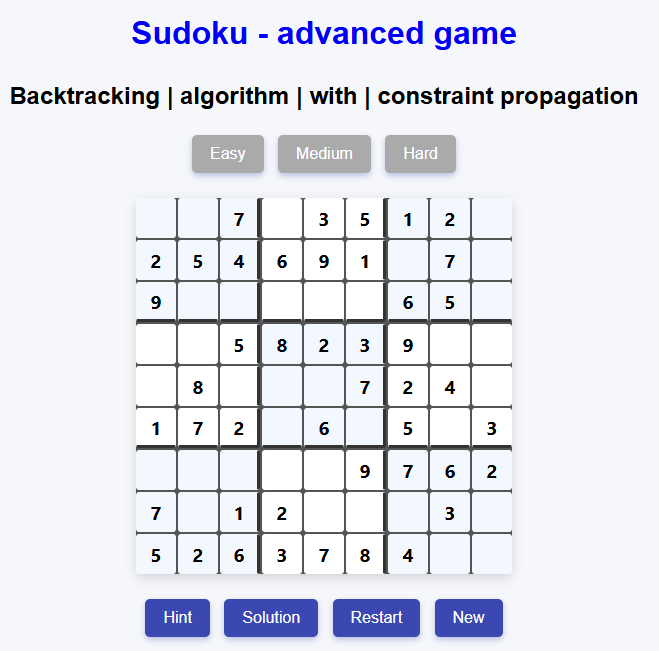 Sudoku - advanced game
Backtracking | algorithm | with | constraint propagation
Easy Medium Hard
7 3 5 1 2
2 5 4 6 9 1 7
9 6 5
5 8 2 3 9
8 7 2 4
1 7 2 6 5 3
9 7 6 2
7 1 2 3
5 2 6 3 7 8 4
Hint Solution Restart New